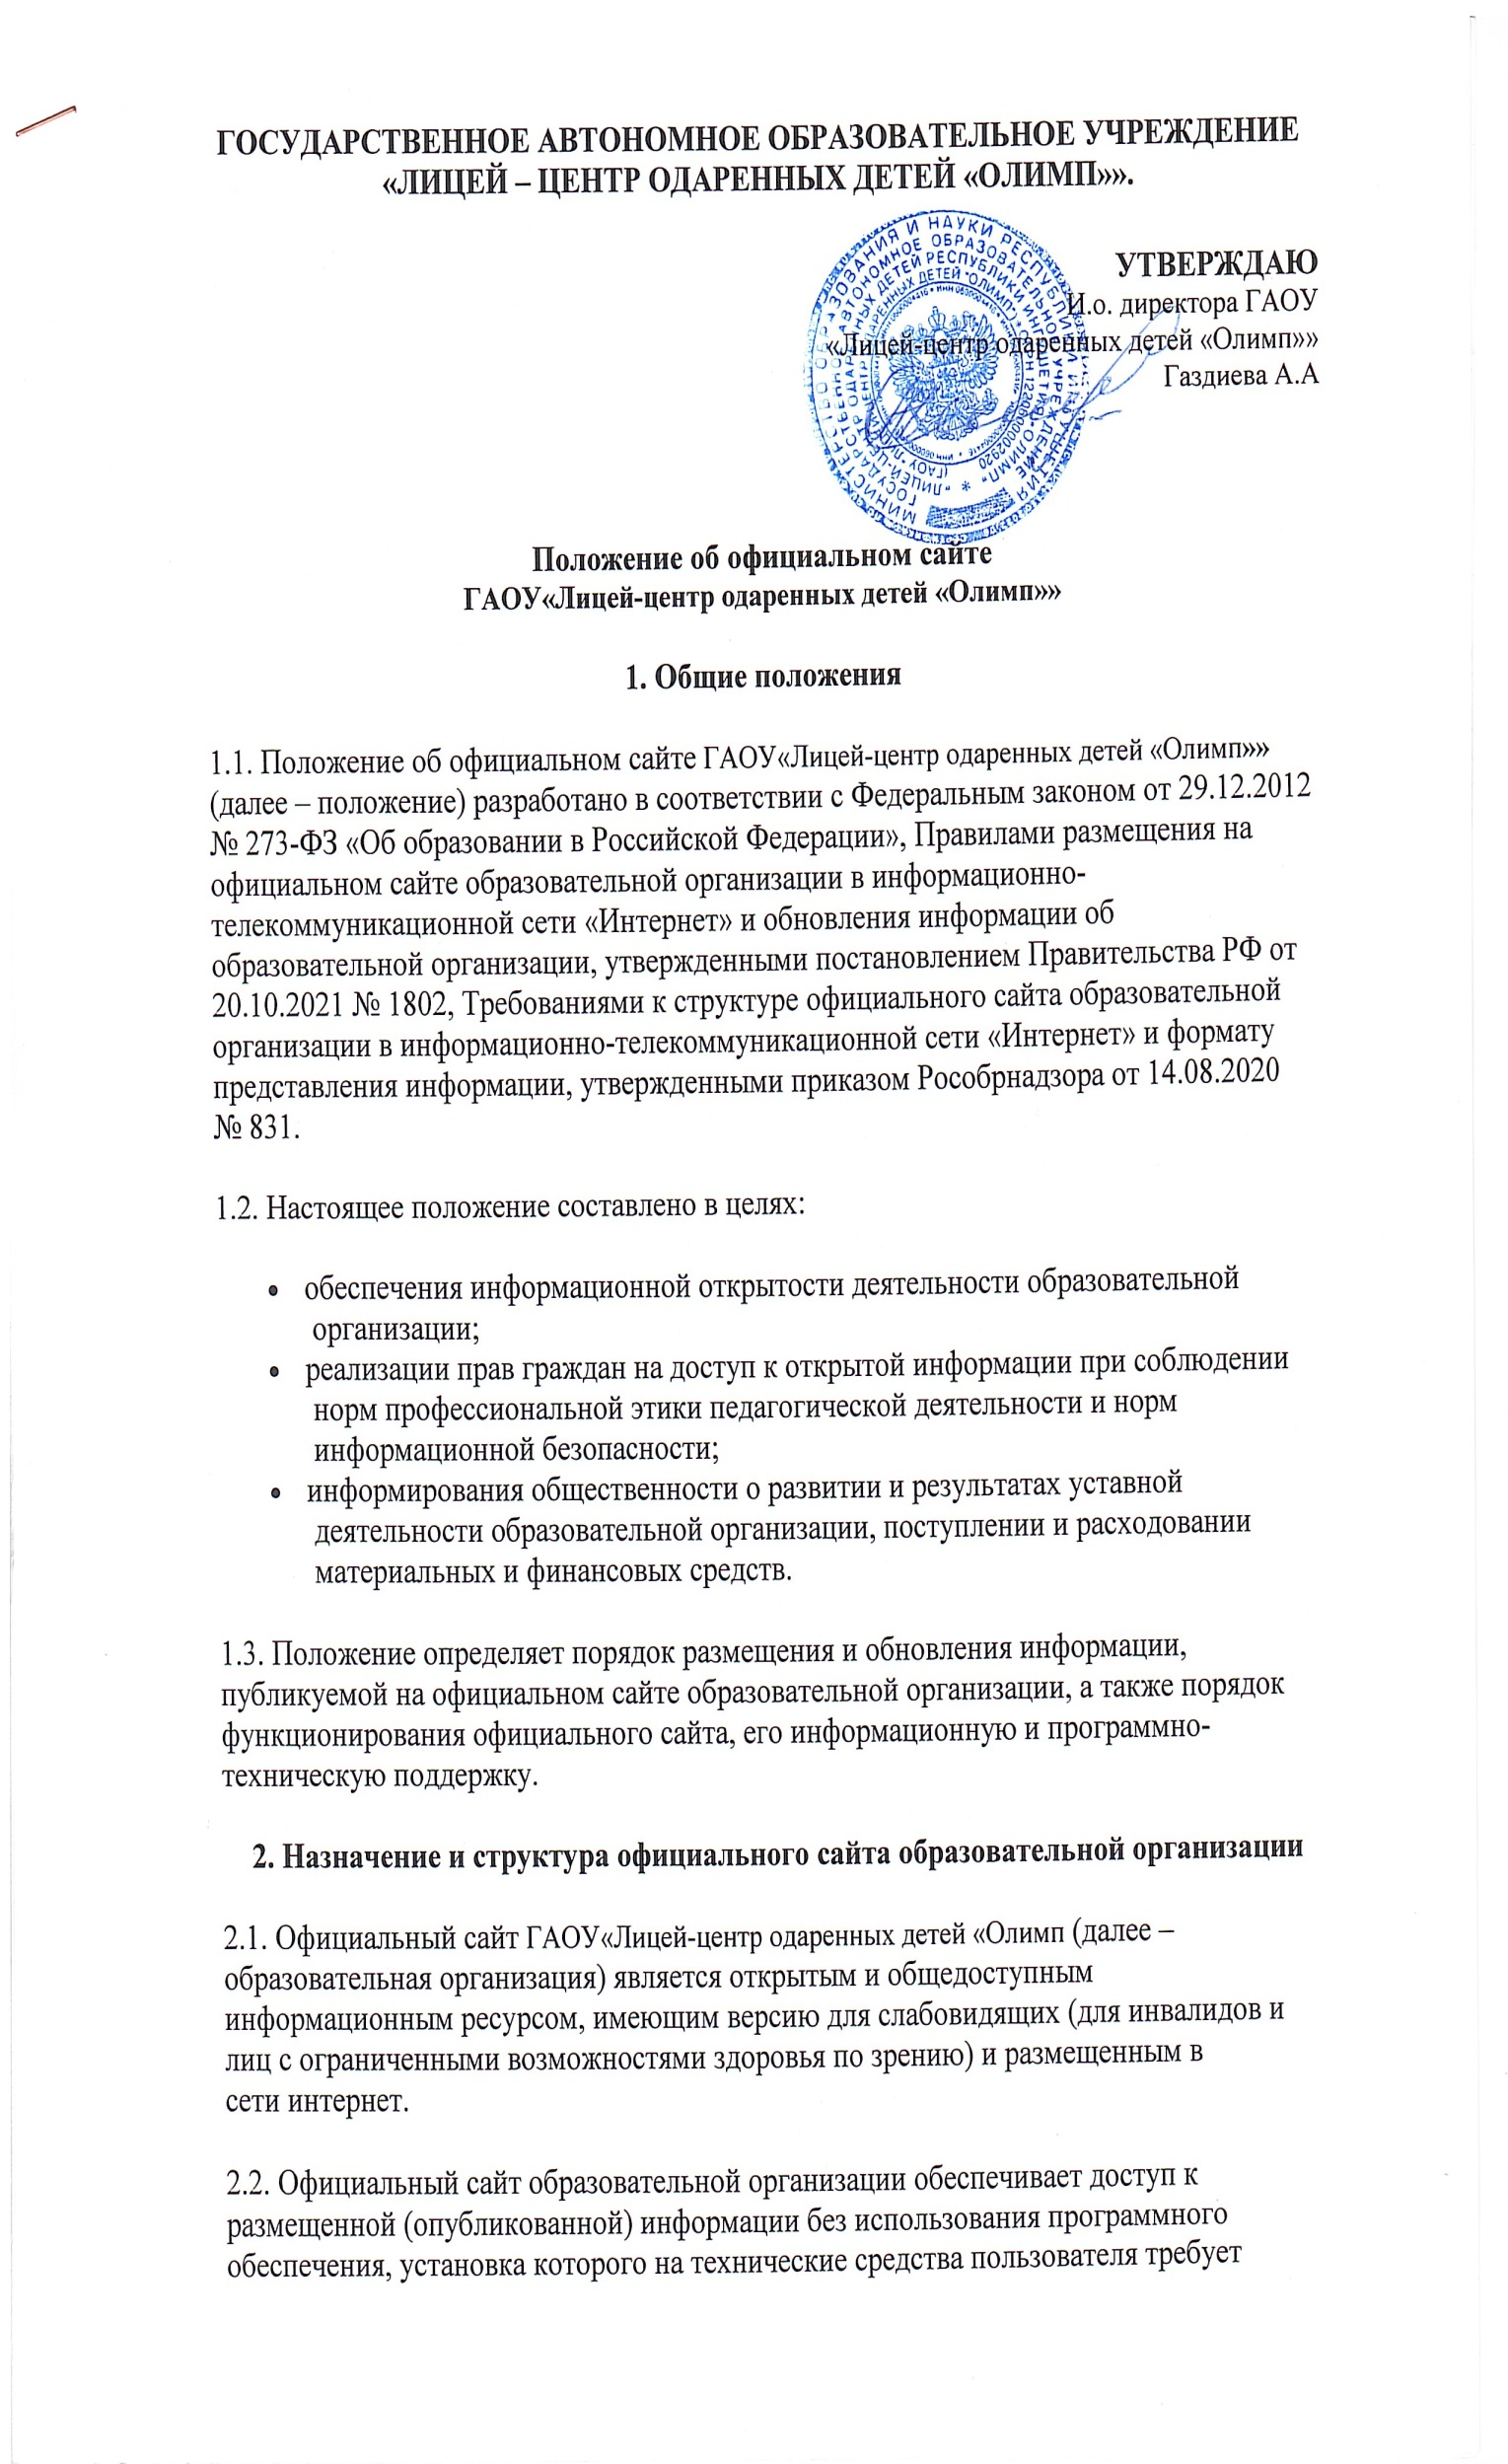 ГОСУДАРСТВЕННОЕ АВТОНОМНОЕ ОБРАЗОВАТЕЛЬНОЕ УЧРЕЖДЕНИЕ
«ЛИЦЕЙ – ЦЕНТР ОДАРЕННЫХ ДЕТЕЙ «ОЛИМП»».
УТВЕРЖДАЮ
И.о. директора ГАОУ
«Лицей-центр одаренных детей «Олимп»»
Газдиева А.А
Положение об официальном сайте
ГАОУ«Лицей-центр одаренных детей «Олимп»»
1. Общие положения
1.1. Положение об официальном сайте ГАОУ«Лицей-центр одаренных детей «Олимп»»
(далее – положение) разработано в соответствии с Федеральным законом от 29.12.2012
№ 273-ФЗ «Об образовании в Российской Федерации», Правилами размещения на
официальном сайте образовательной организации в информационно-
телекоммуникационной сети «Интернет» и обновления информации об
образовательной организации, утвержденными постановлением Правительства РФ от
20.10.2021 № 1802, Требованиями к структуре официального сайта образовательной
организации в информационно-телекоммуникационной сети «Интернет» и формату
представления информации, утвержденными приказом Рособрнадзора от 14.08.2020
№ 831.
1.2. Настоящее положение составлено в целях:
• обеспечения информационной открытости деятельности образовательной
организации;
• реализации прав граждан на доступ к открытой информации при соблюдении
норм профессиональной этики педагогической деятельности и норм
информационной безопасности;
• информирования общественности о развитии и результатах уставной
деятельности образовательной организации, поступлении и расходовании
материальных и финансовых средств.
1.3. Положение определяет порядок размещения и обновления информации,
публикуемой на официальном сайте образовательной организации, а также порядок
функционирования официального сайта, его информационную и программно-
техническую поддержку.
2. Назначение и структура официального сайта образовательной организации
2.1. Официальный сайт ГАОУ«Лицей-центр одаренных детей «Олимп (далее –
образовательная организация) является открытым и общедоступным
информационным ресурсом, имеющим версию для слабовидящих (для инвалидов и
лиц с ограниченными возможностями здоровья по зрению) и размещенным в
сети интернет.
2.2. Официальный сайт образовательной организации обеспечивает доступ к
размещенной (опубликованной) информации без использования программного
обеспечения, установка которого на технические средства пользователя требует